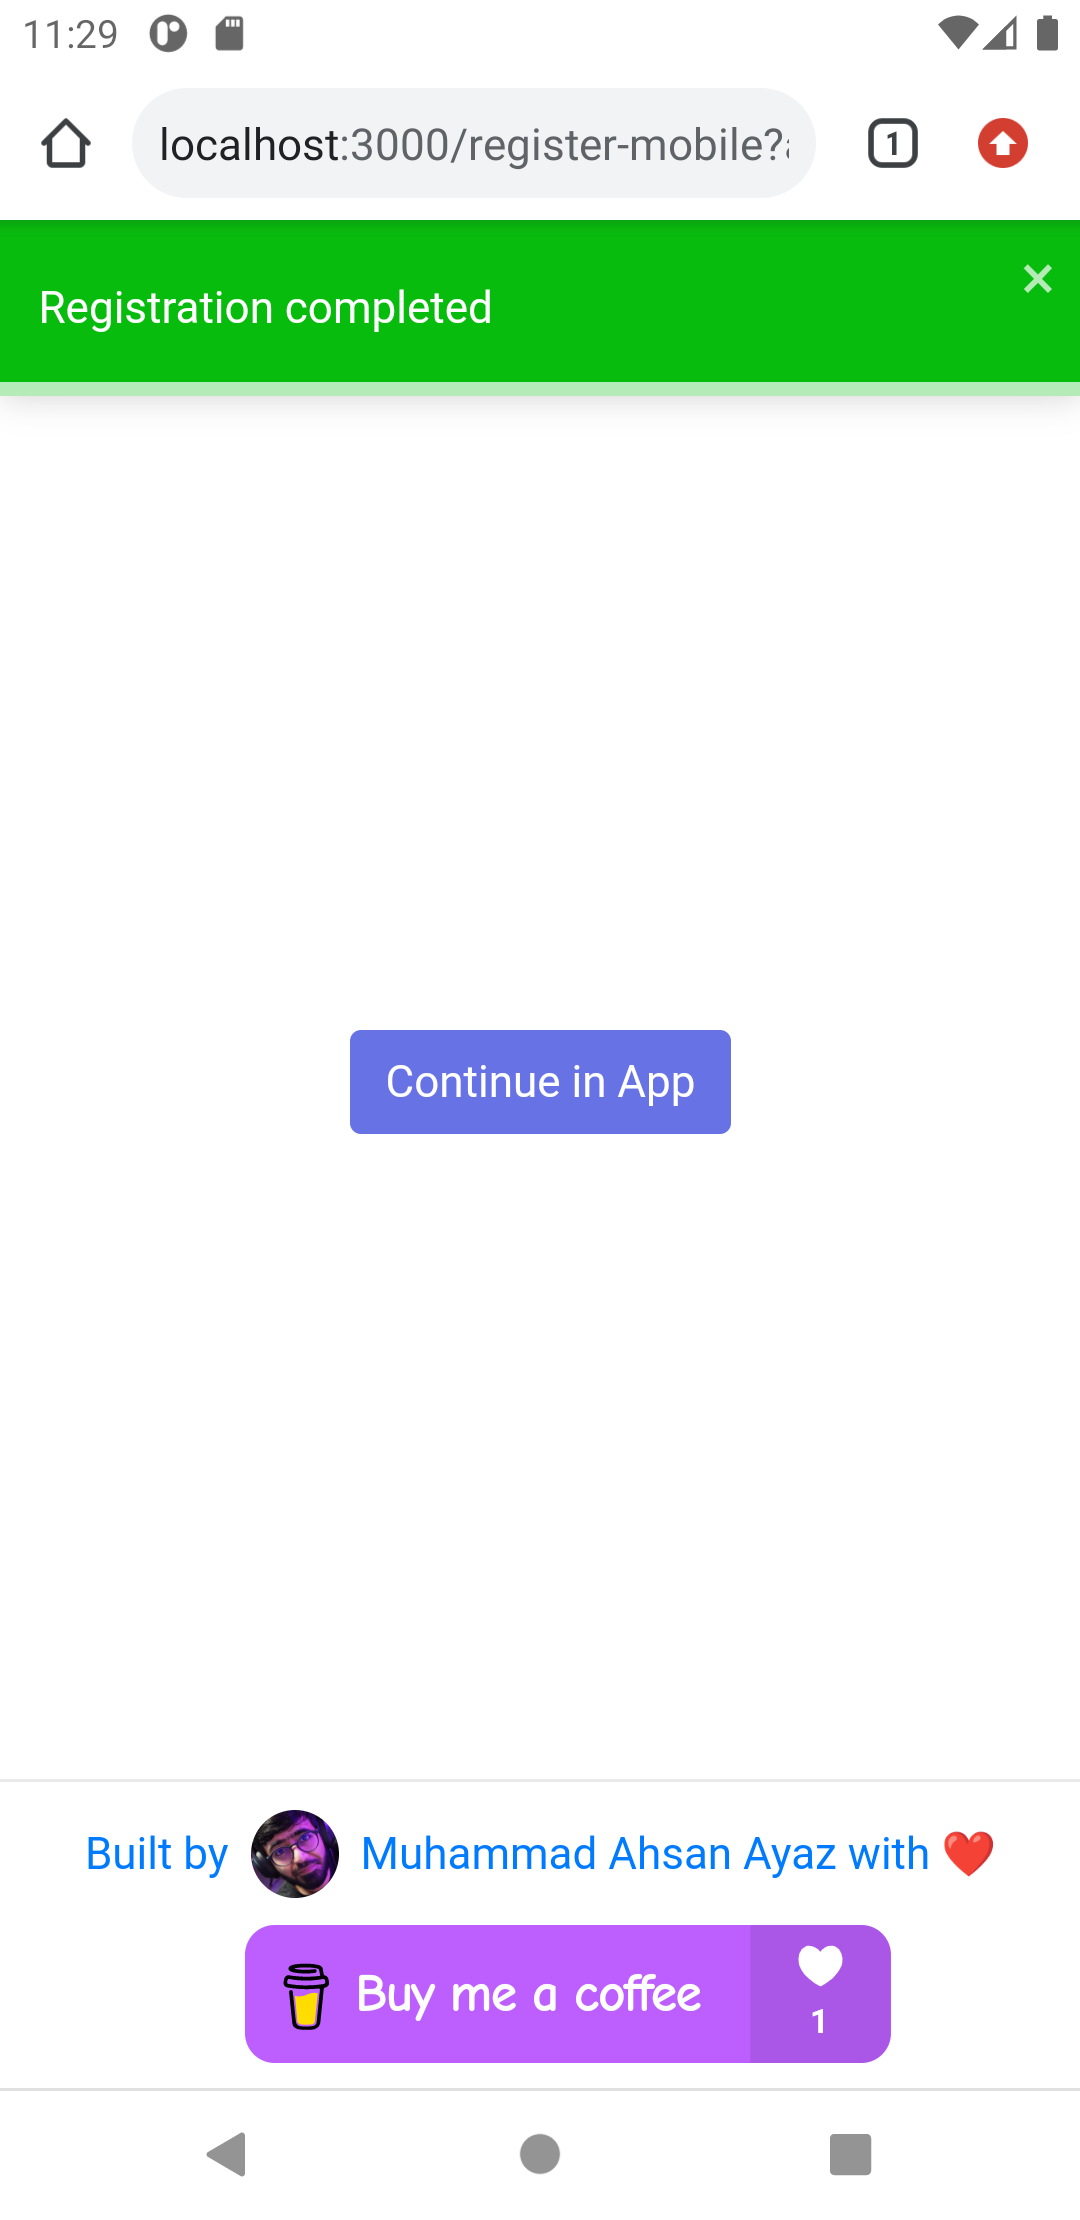 11:29
localhost:3000/register-mobile?
1
Registration completed
×
Continue in App
Built by Muhammad Ahsan Ayaz with ❤️
Buy me a coffee
1